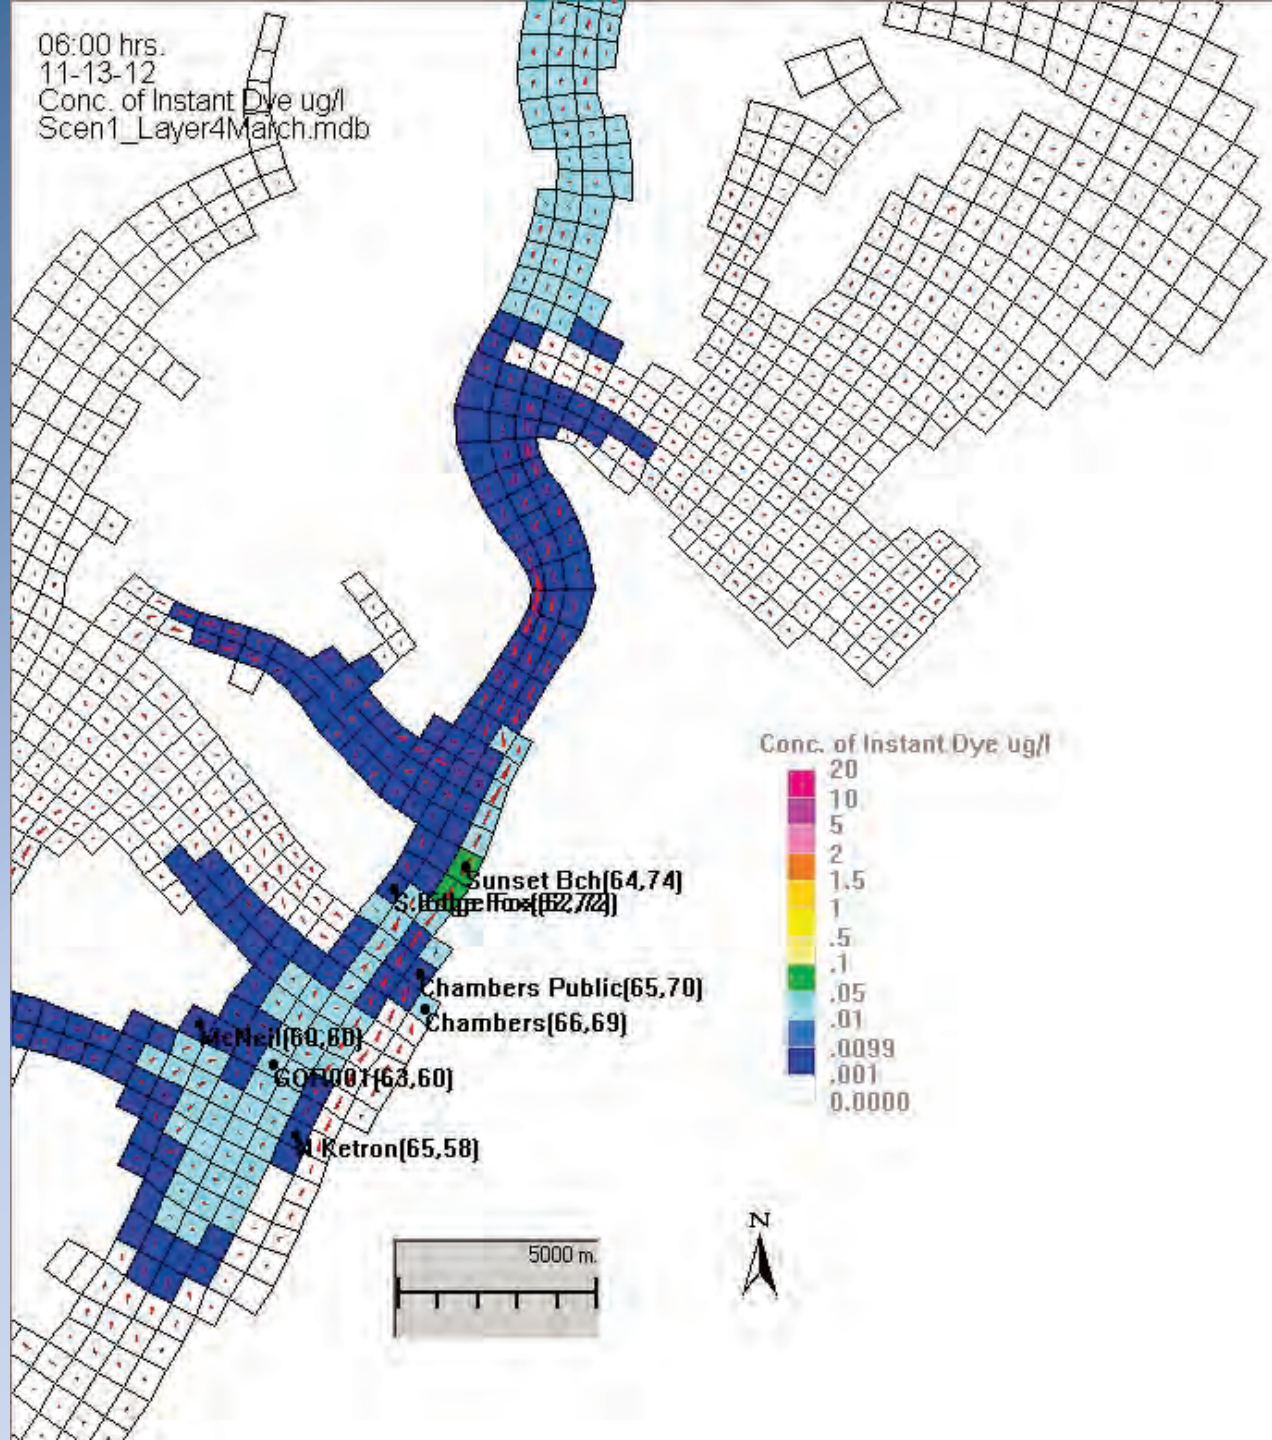 06:00 hrs.
11-13-12
Conc. of Instant Dye ug/l
Scen1_Layer4March.mdb
Conc. of Instant Dye ug/l
20
10
5
2
1.5
1
.5
.1
.05
.01
.0099
.001
0.0000
Sunset Bch(64,74)
Chambers Public(65,70)
Chambers(66,69)
McNeil(60,60)
(63,60)
Ketron(65,58)
5000 m.
N